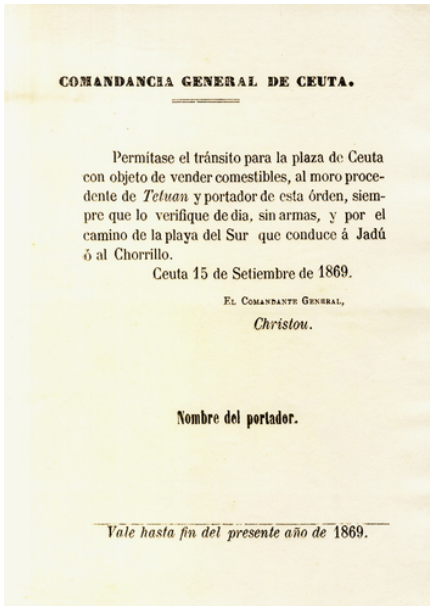 COMANDANCIA GENERAL DE CEUTA.
Permítase el tránsito para la plaza de Ceuta
con objeto de vender comestibles, al moro proce-
dente de Tetuan y portador de esta órden, siem-
pre que lo verifique de dia, sin armas, y por el
camino de la playa del Sur que conduce á Jadú
ó al Chorrillo.
Ceuta 15 de Setiembre de 1869.
EL COMANDANTE GENERAL,
Christou.
Nombre del portador.
Vale hasta fin del presente año de 1869.